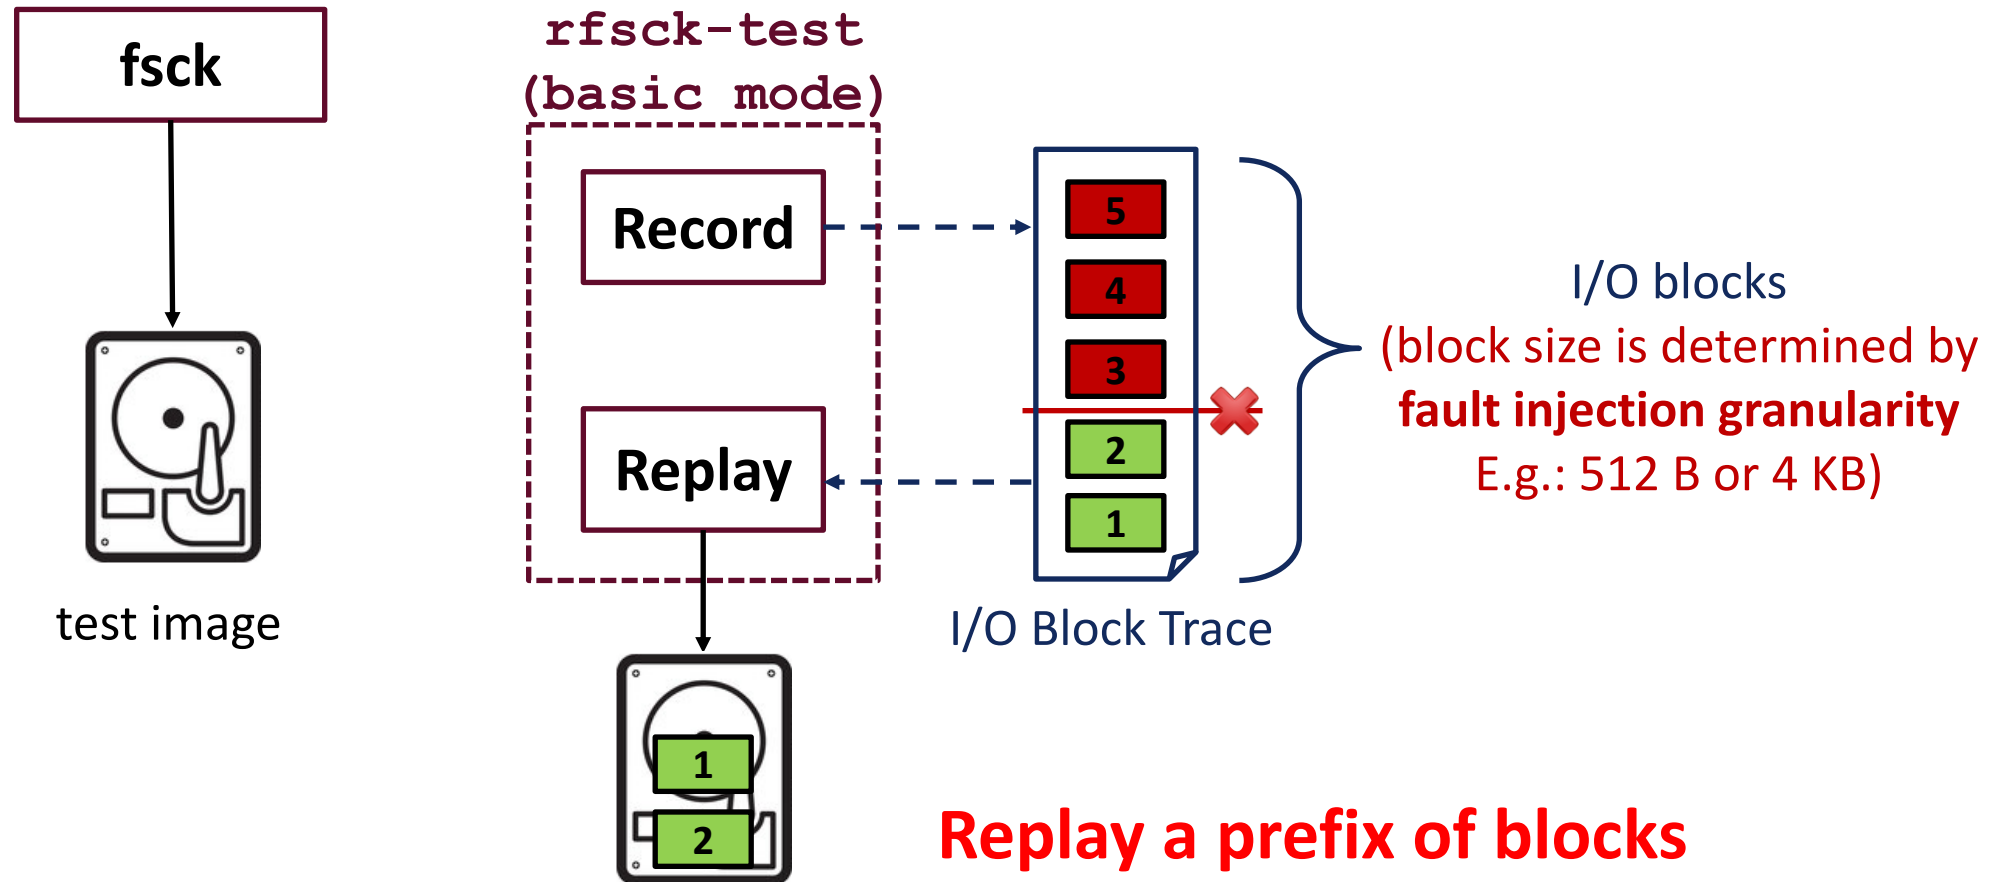 fsck
test image
rfsck-test
(basic mode)
Record
Replay
1
2
5
4
3
2
1
I/O Block Trace
I/O blocks
(block size is determined by
fault injection granularity
E.g.: 512 B or 4 KB)
Replay a prefix of blocks